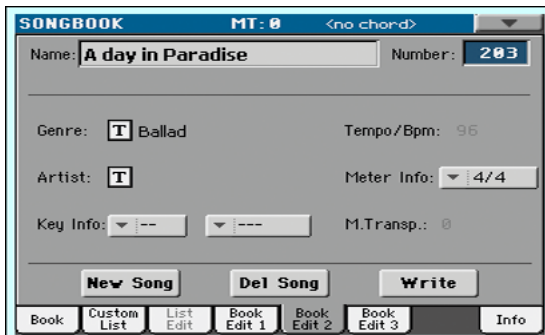 SONGBOOK MT:0 <no chord>
Name: A day in Paradise Number: 203
Genre: T Ballad Tempo/Bpm: 96
Artist: T Meter Info: 4/4
Key Info: -- --- M.Transp.: 0
New Song Del Song Write
Book Custom List List Edit Book Edit 1 Book Edit 2 Book Edit 3 Info